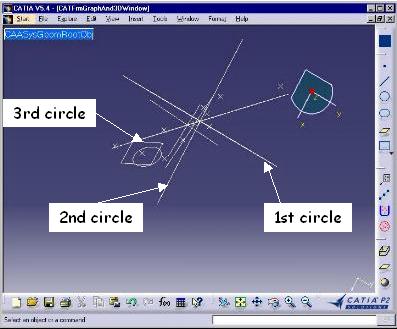 CATIA V5.4 - [CATFrmGraphAnd3DWindow]
Start File Explore Edit View Insert Tools Window Format Help
CAASysGeomRootObj
3rd circle
2nd circle
1st circle
x
y
CATIA P2
SOLUTIONS
Select an object or a command